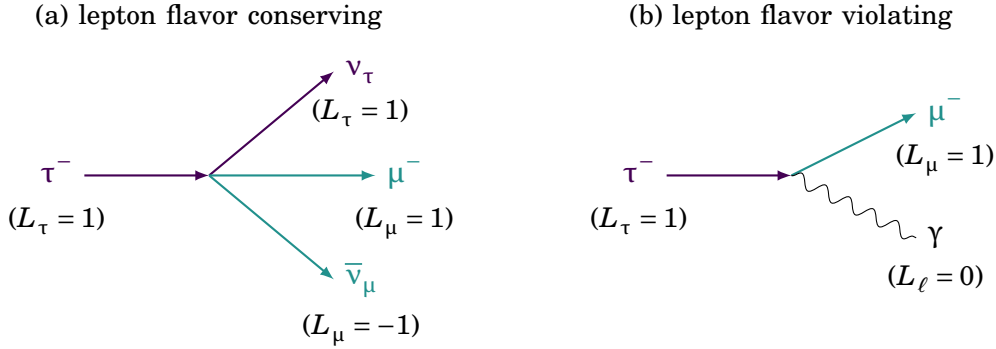 (a) lepton flavor conserving
ν_τ
(L_τ = 1)
τ⁻
(L_τ = 1)
μ⁻
(L_μ = 1)
ν̅_μ
(L_μ = −1)
(b) lepton flavor violating
μ⁻
(L_μ = 1)
τ⁻
(L_τ = 1)
γ
(L_ℓ = 0)